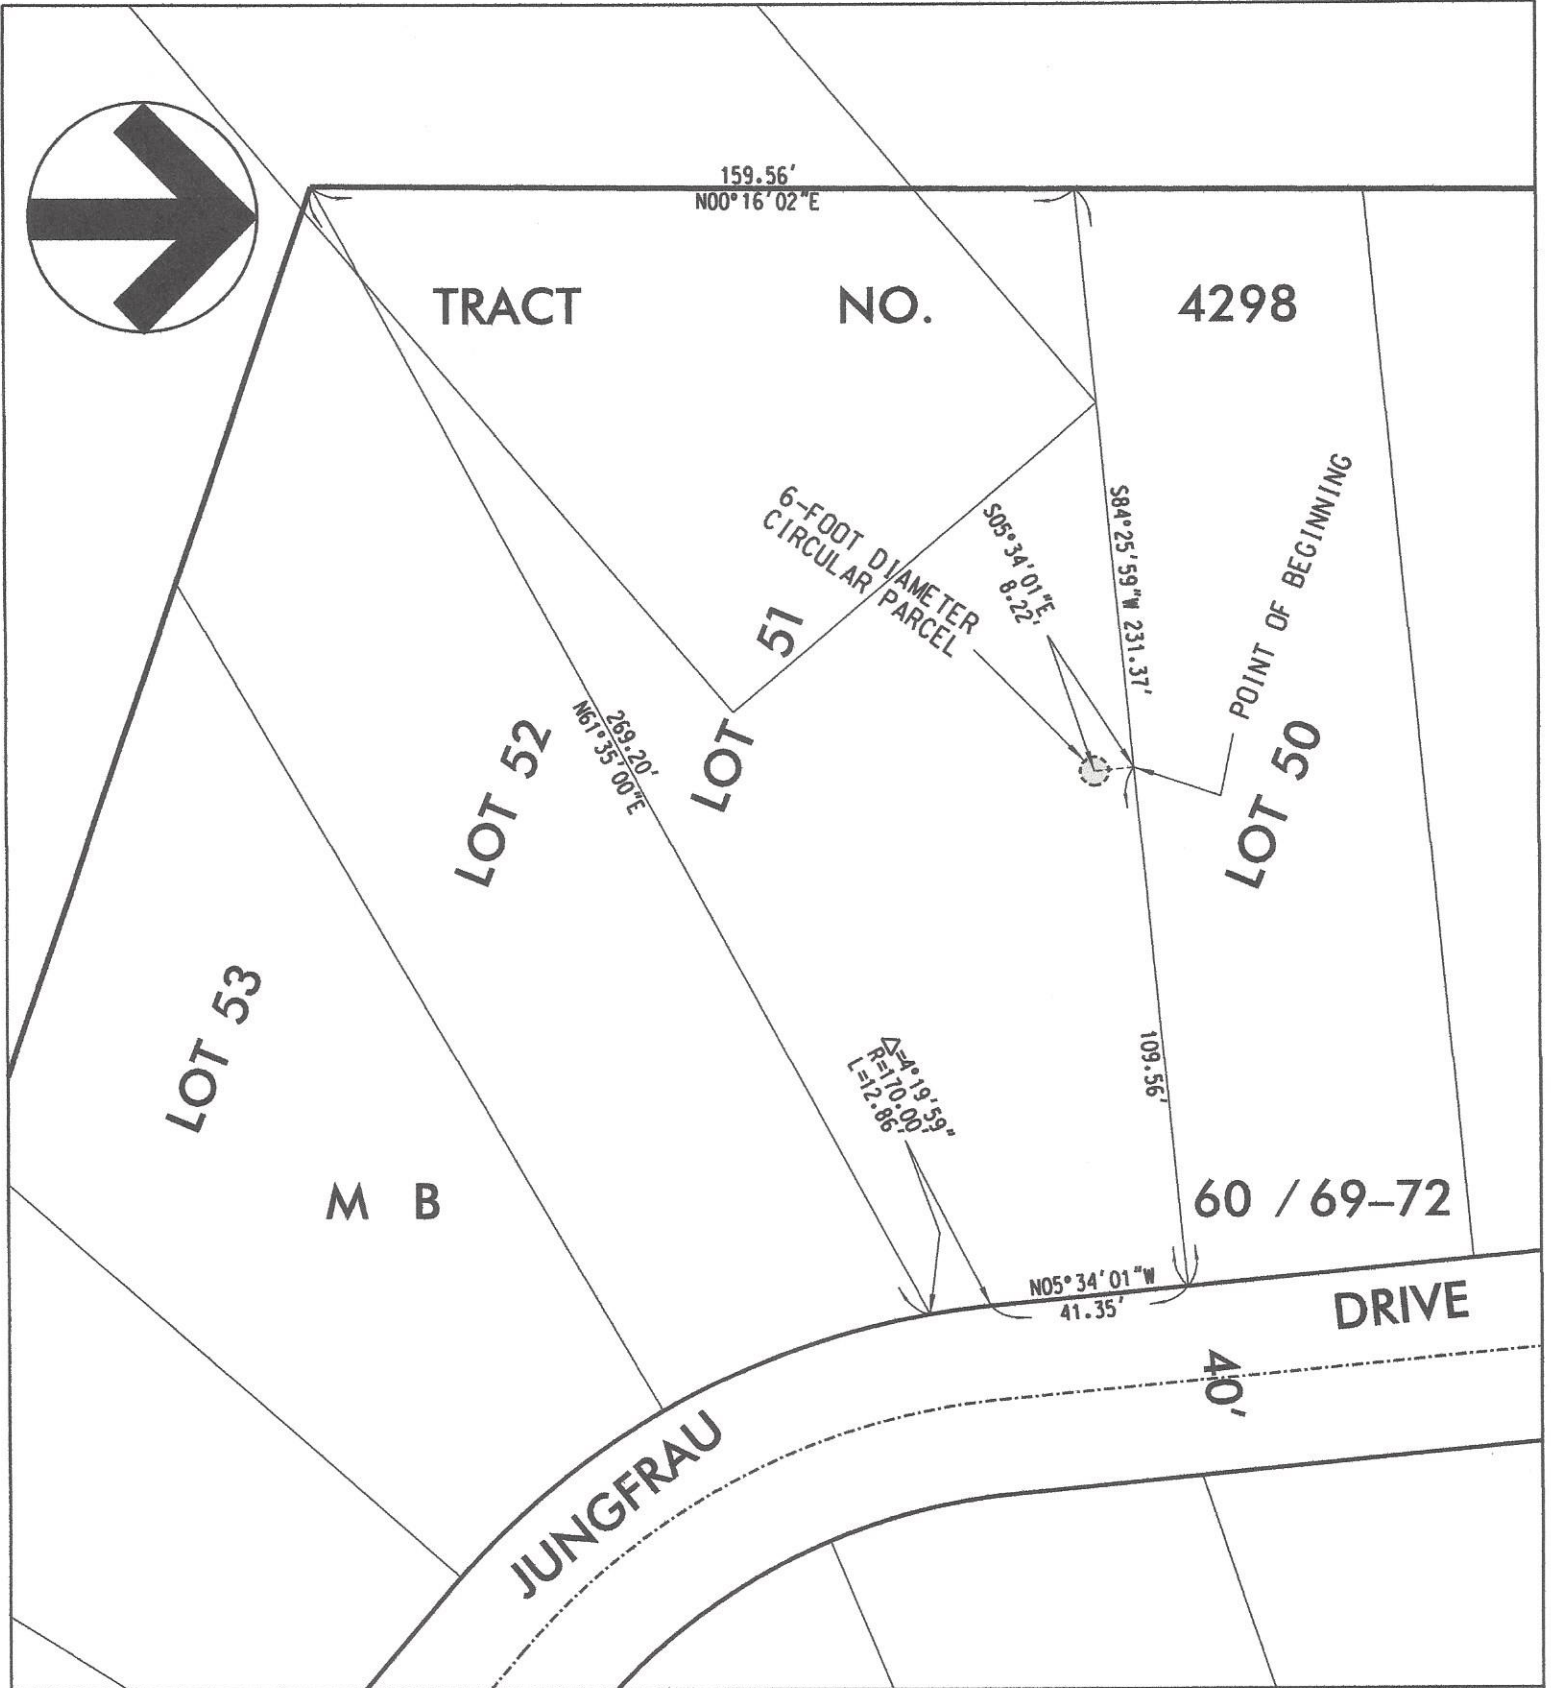 159.56'
N00°16'02"E
TRACT NO. 4298
6-FOOT DIAMETER
CIRCULAR PARCEL
S05°34'01"E
8.22'
S84°25'59"W 231.37'
POINT OF BEGINNING
LOT 51
LOT 52
269.20'
N61°35'00"E
LOT 50
LOT 53
Δ=4°19'59"
R=170.00'
L=12.86'
109.56'
M B 60 / 69–72
N05°34'01"W
41.35'
JUNGFRAU DRIVE
40'